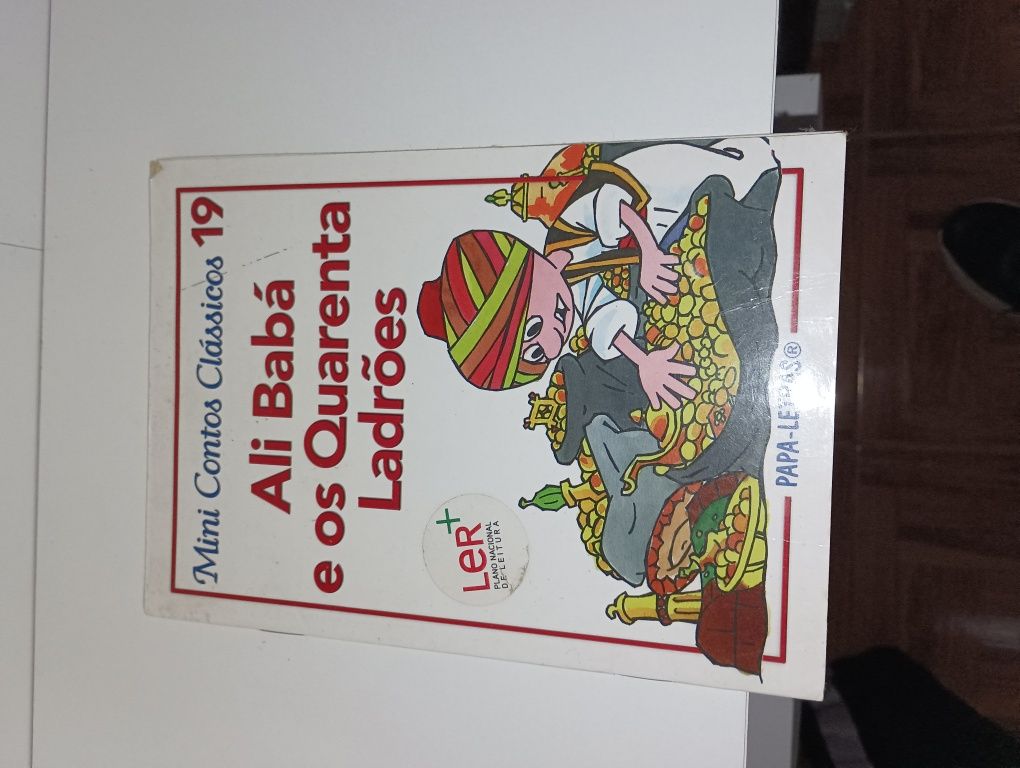 Mini Contos Clássicos 19
Ali Babá
e os Quarenta
Ladrões
LeR+
PLANO NACIONAL
DE LEITURA
PAPA-LETRAS®